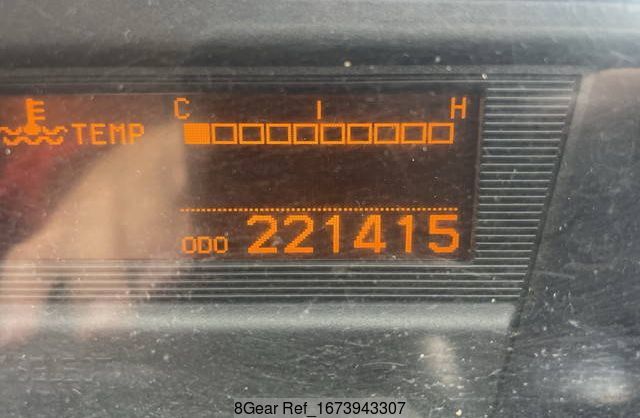 C I H
TEMP
ODO 221415
8Gear Ref_1673943307